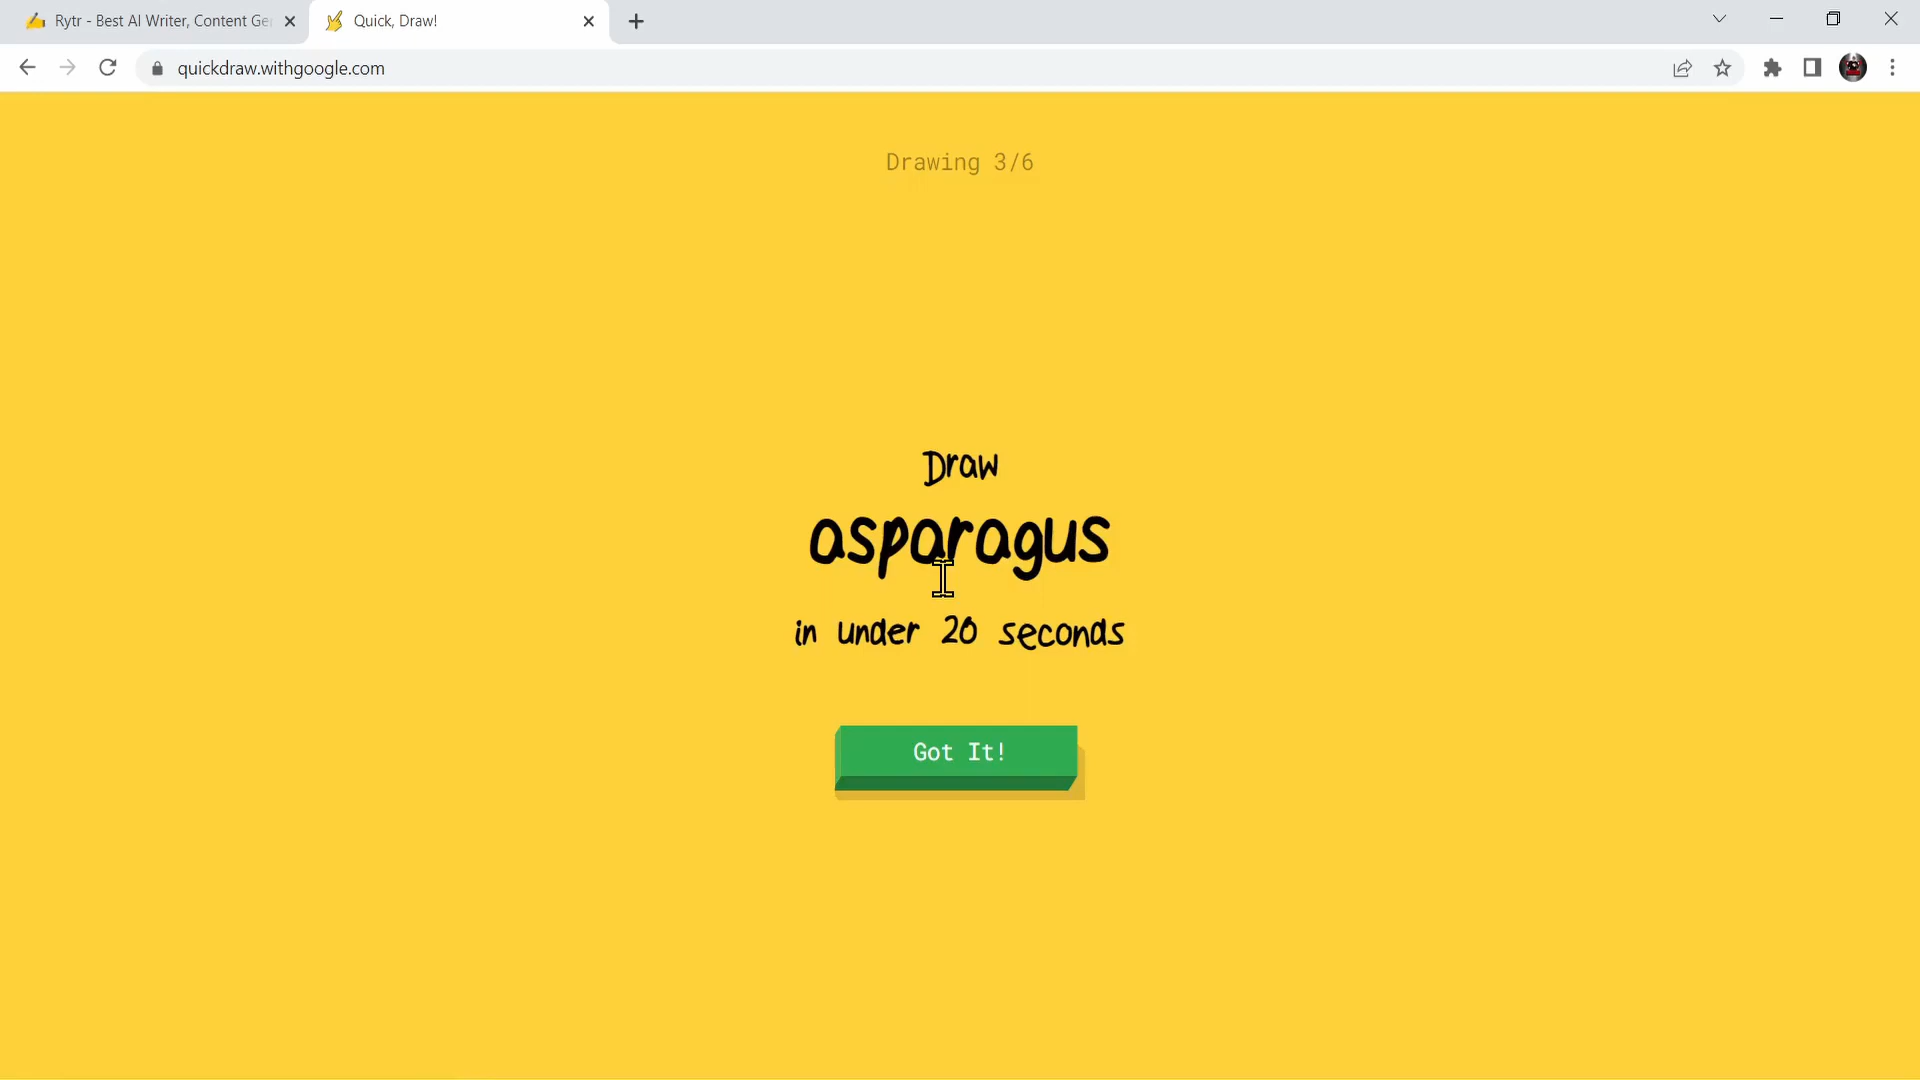 Rytr - Best AI Writer, Content Ge
Quick, Draw!
quickdraw.withgoogle.com
Drawing 3/6
Draw
asparagus
in under 20 seconds
Got It!